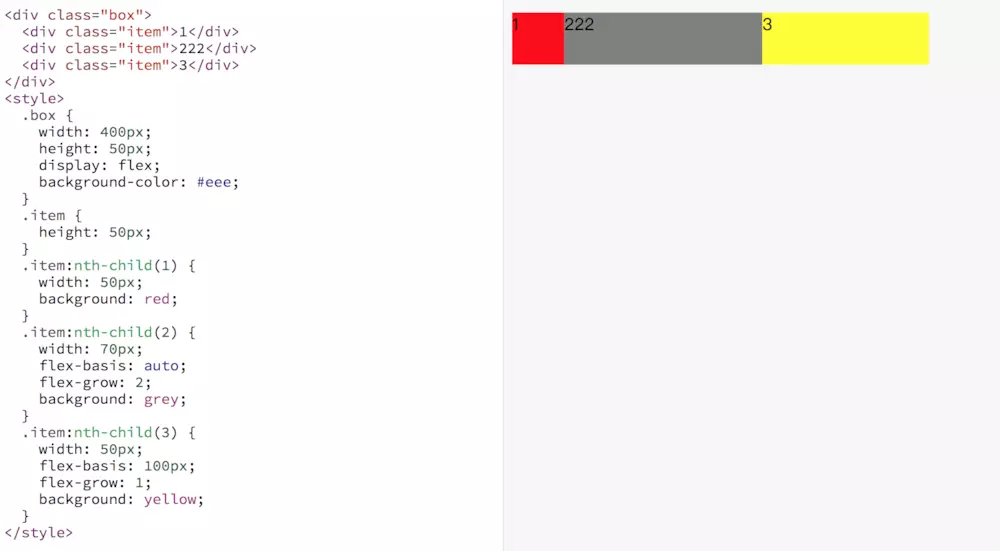 <div class="box">
  <div class="item">1</div>
  <div class="item">222</div>
  <div class="item">3</div>
</div>
<style>
  .box {
    width: 400px;
    height: 50px;
    display: flex;
    background-color: #eee;
  }
  .item {
    height: 50px;
  }
  .item:nth-child(1) {
    width: 50px;
    background: red;
  }
  .item:nth-child(2) {
    width: 70px;
    flex-basis: auto;
    flex-grow: 2;
    background: grey;
  }
  .item:nth-child(3) {
    width: 50px;
    flex-basis: 100px;
    flex-grow: 1;
    background: yellow;
  }
</style>
1 222 3